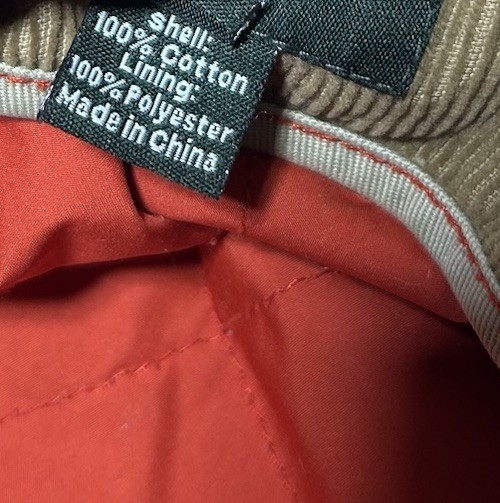 Shell:
100% Cotton
Lining:
100% Polyester
Made in China